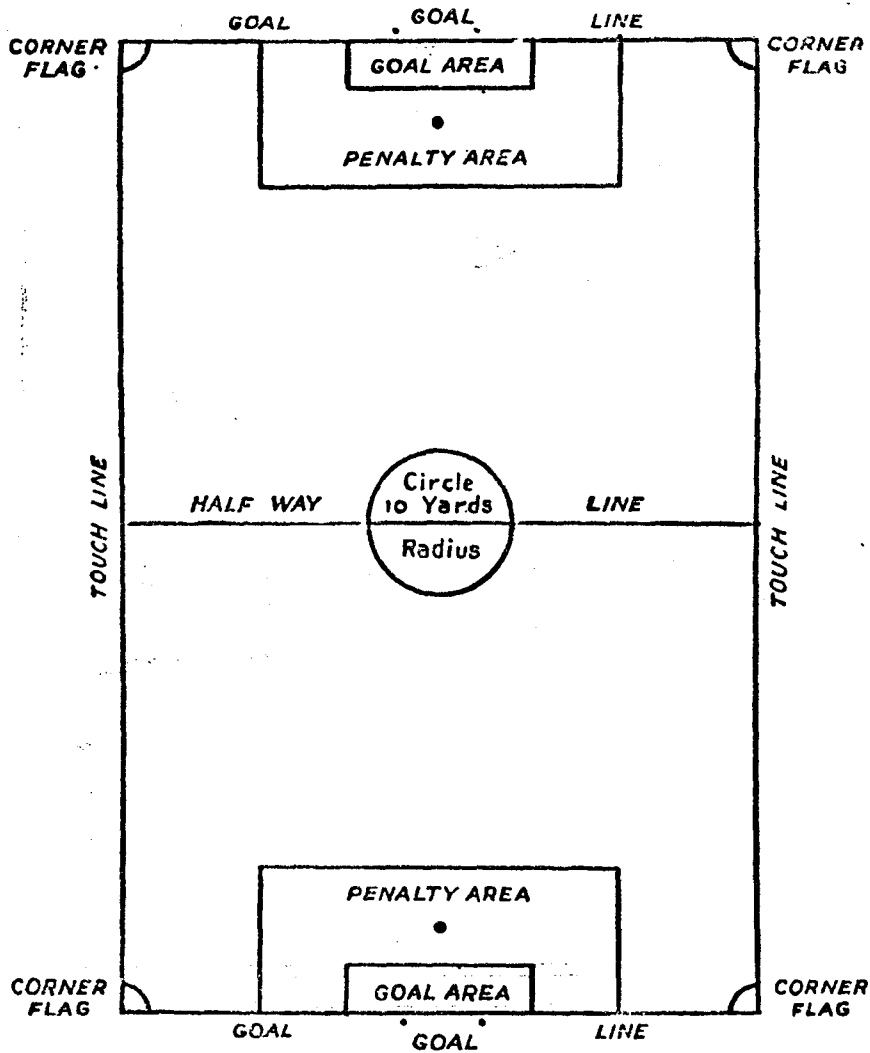 GOAL GOAL LINE
CORNER FLAG
CORNER FLAG
GOAL AREA
PENALTY AREA
TOUCH LINE
HALF WAY LINE
Circle
10 Yards
Radius
TOUCH LINE
PENALTY AREA
GOAL AREA
CORNER FLAG
CORNER FLAG
GOAL GOAL LINE